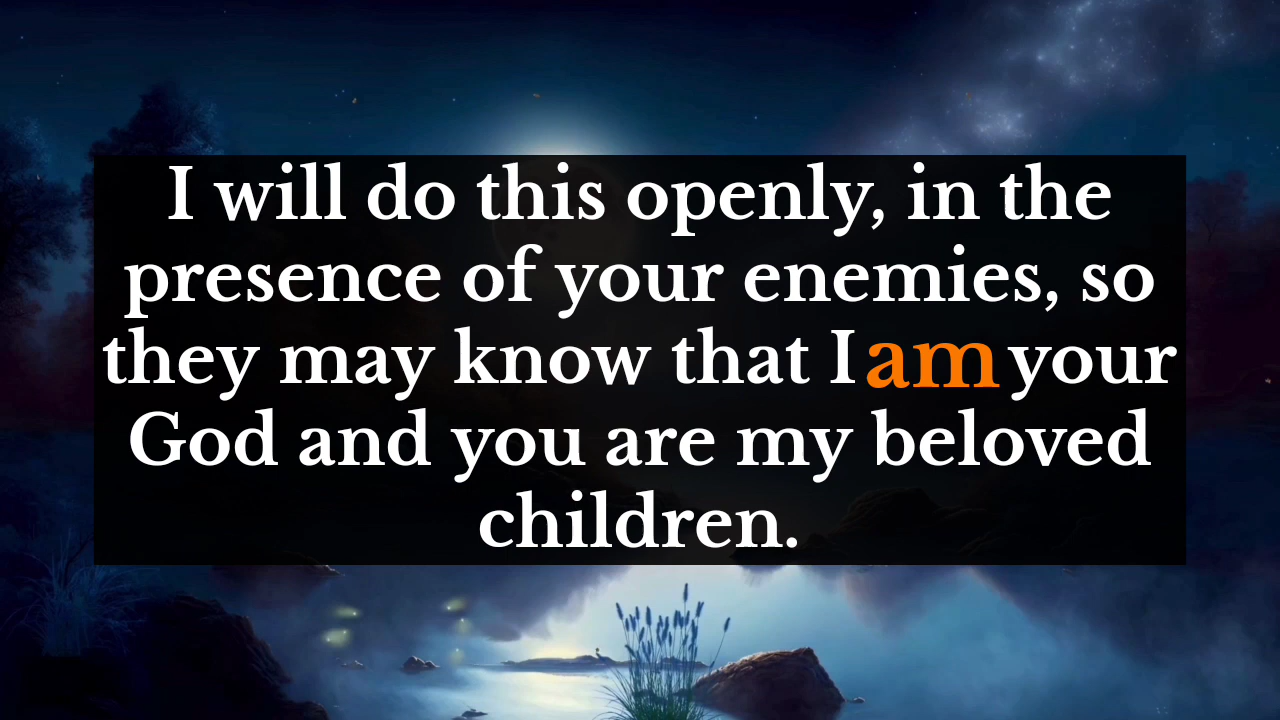 I will do this openly, in the
presence of your enemies, so
they may know that I am your
God and you are my beloved
children.